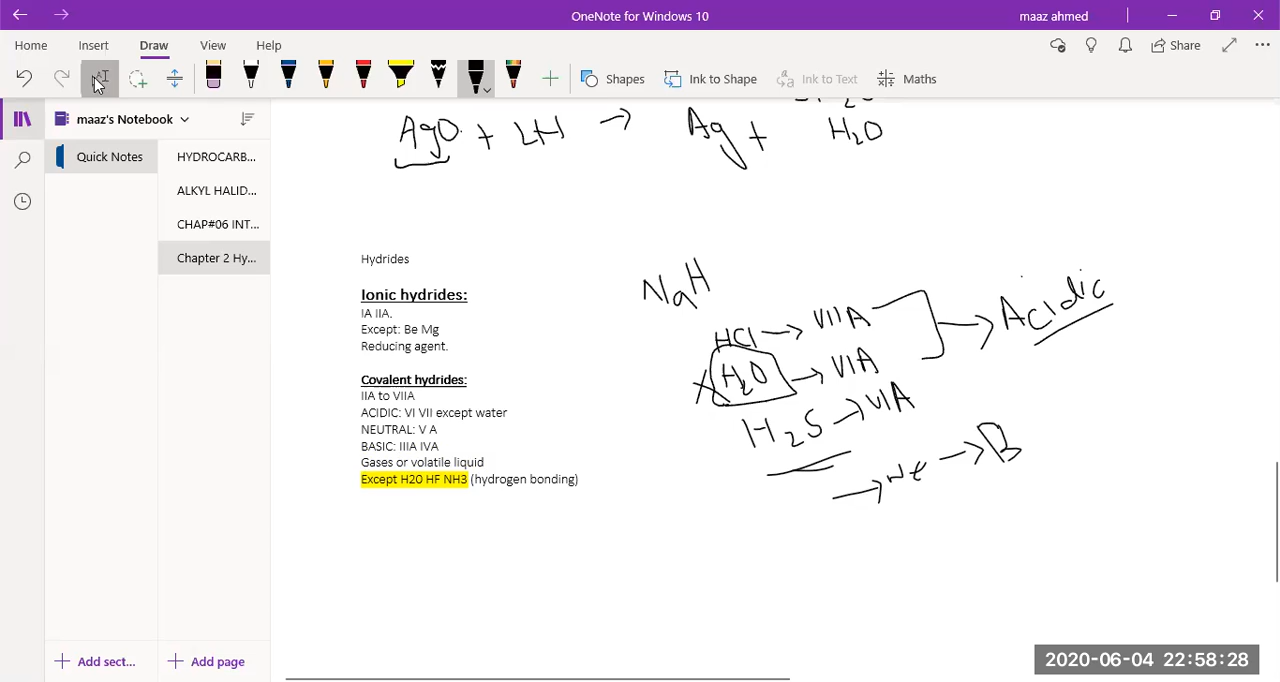 OneNote for Windows 10
maaz ahmed
Home Insert Draw View Help
Share
Shapes
Ink to Shape
Ink to Text
Maths
maaz's Notebook
Quick Notes
HYDROCARB...
ALKYL HALID...
CHAP#06 INT...
Chapter 2 Hy...
AgO + 2H → Ag + H2O
Hydrides
Ionic hydrides:
IA IIA.
Except: Be Mg
Reducing agent.
Covalent hydrides:
IIA to VIIA
ACIDIC: VI VII except water
NEUTRAL: V A
BASIC: IIIA IVA
Gases or volatile liquid
Except H20 HF NH3 (hydrogen bonding)
NaH
HCl → VIIA → Acidic
H2O → VIA
H2S → VIA
→ → B
+ Add sect...
+ Add page
2020-06-04 22:58:28